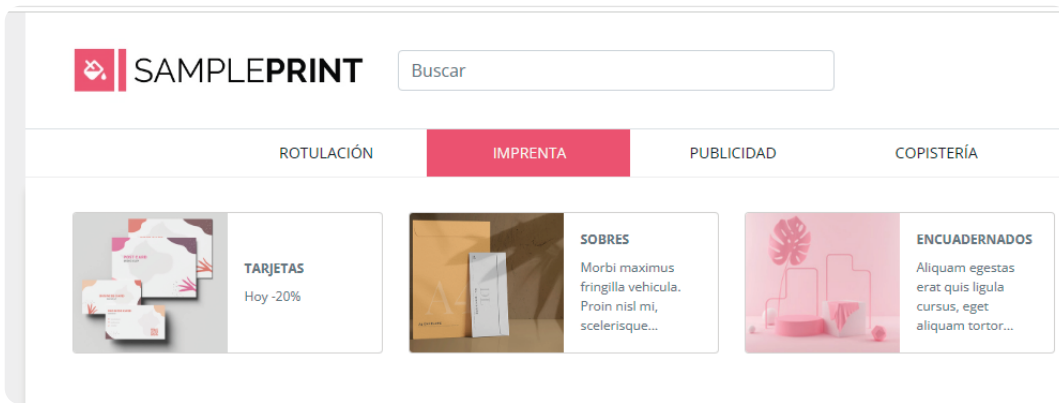 SAMPLEPRINT
Buscar
ROTULACIÓN
IMPRENTA
PUBLICIDAD
COPISTERÍA
TARJETAS
Hoy -20%
SOBRES
Morbi maximus
fringilla vehicula.
Proin nisl mi,
scelerisque...
ENCUADERNADOS
Aliquam egestas
erat quis ligula
cursus, eget
aliquam tortor...